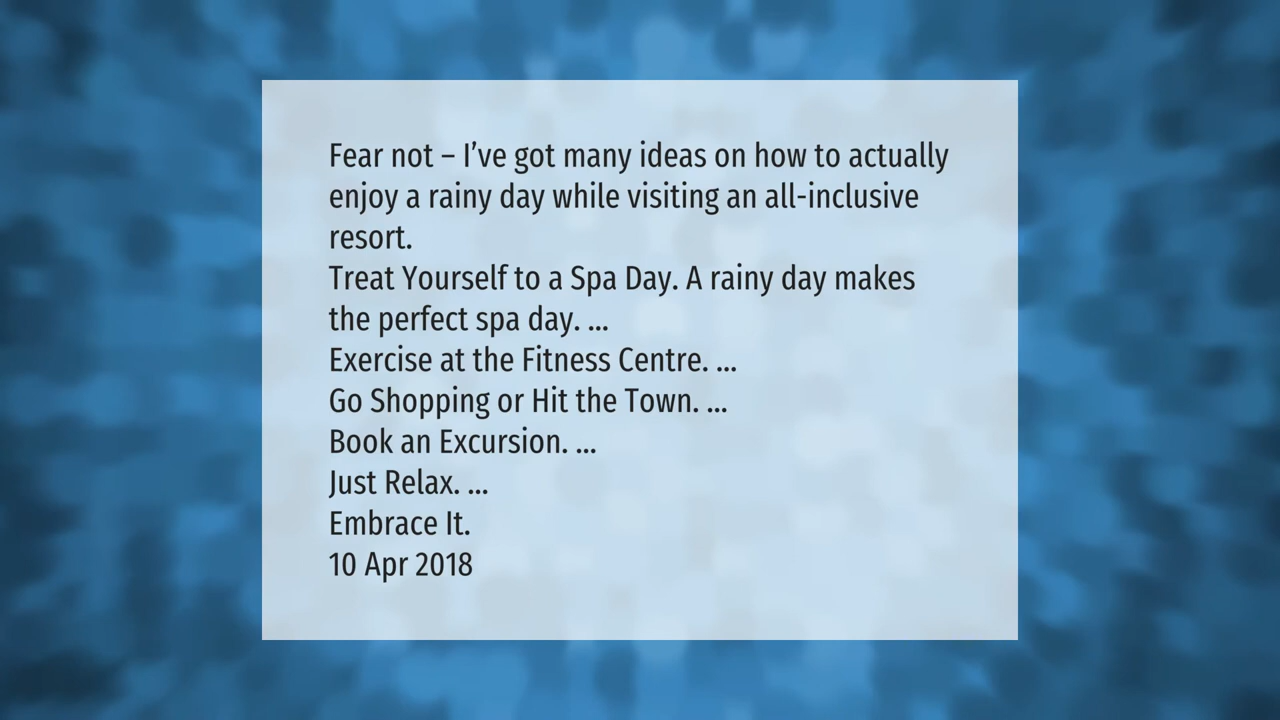 Fear not – I’ve got many ideas on how to actually
enjoy a rainy day while visiting an all-inclusive
resort.
Treat Yourself to a Spa Day. A rainy day makes
the perfect spa day. ...
Exercise at the Fitness Centre. ...
Go Shopping or Hit the Town. ...
Book an Excursion. ...
Just Relax. ...
Embrace It.
10 Apr 2018